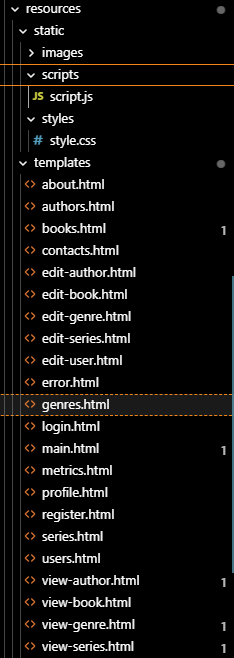 resources
static
images
scripts
JS script.js
styles
# style.css
templates
<> about.html
<> authors.html
<> books.html 1
<> contacts.html
<> edit-author.html
<> edit-book.html
<> edit-genre.html
<> edit-series.html
<> edit-user.html
<> error.html
<> genres.html
<> login.html
<> main.html 1
<> metrics.html
<> profile.html
<> register.html
<> series.html
<> users.html
<> view-author.html 1
<> view-book.html
<> view-genre.html 1
<> view-series.html 1